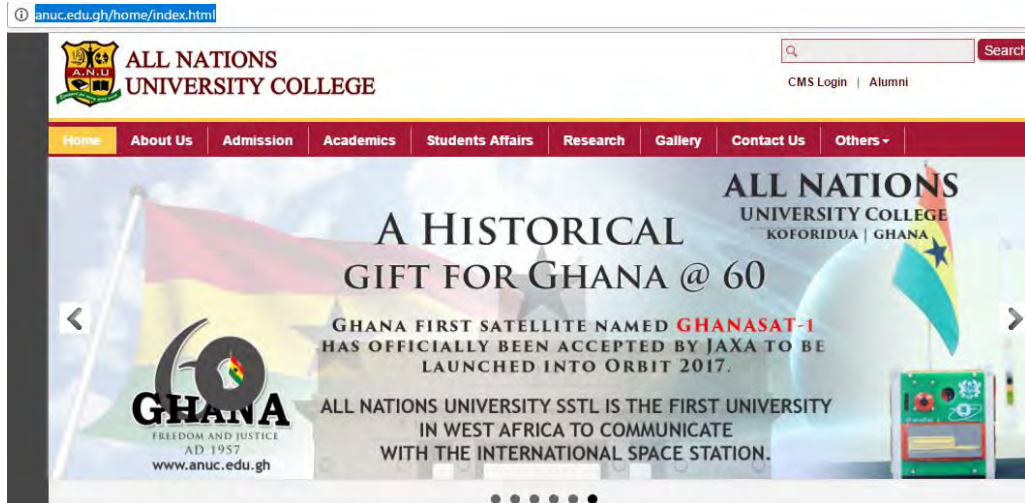 anuc.edu.gh/home/index.html
ALL NATIONS
UNIVERSITY COLLEGE
A.N.U
Search
CMS Login | Alumni
Home About Us Admission Academics Students Affairs Research Gallery Contact Us Others
ALL NATIONS
UNIVERSITY COLLEGE
KOFORIDUA | GHANA
A HISTORICAL
GIFT FOR GHANA @ 60
GHANA FIRST SATELLITE NAMED GHANASAT-1
HAS OFFICIALLY BEEN ACCEPTED BY JAXA TO BE
LAUNCHED INTO ORBIT 2017.
ALL NATIONS UNIVERSITY SSTL IS THE FIRST UNIVERSITY
IN WEST AFRICA TO COMMUNICATE
WITH THE INTERNATIONAL SPACE STATION.
60
GHANA
FREEDOM AND JUSTICE
AD 1957
www.anuc.edu.gh